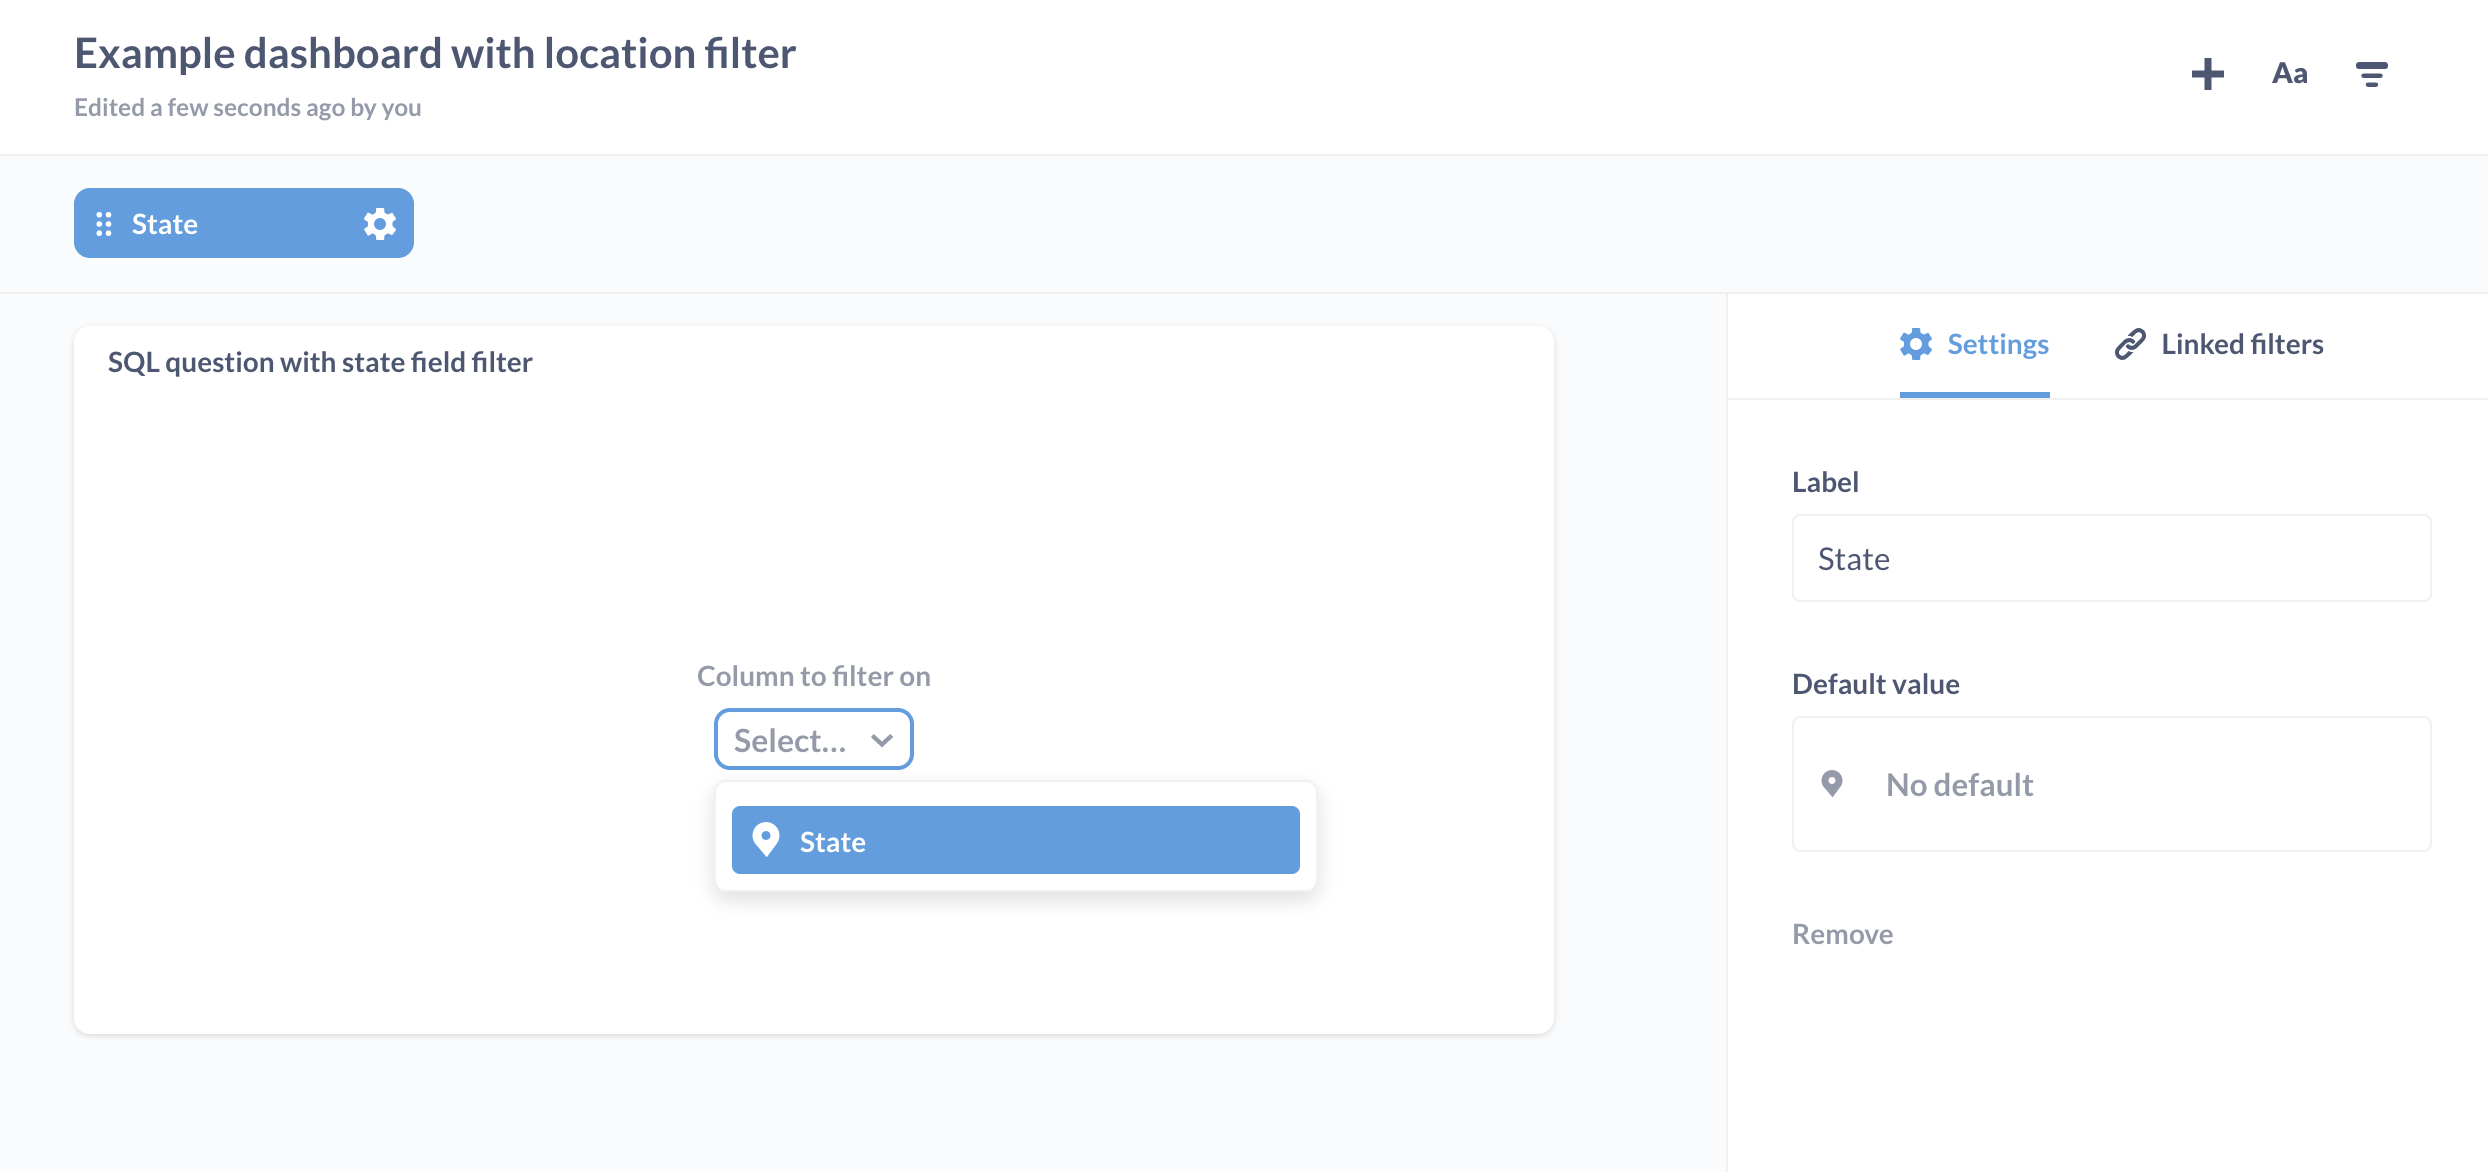 Example dashboard with location filter
Edited a few seconds ago by you
Aa
State
SQL question with state field filter
Column to filter on
Select...
State
Settings
Linked filters
Label
State
Default value
No default
Remove